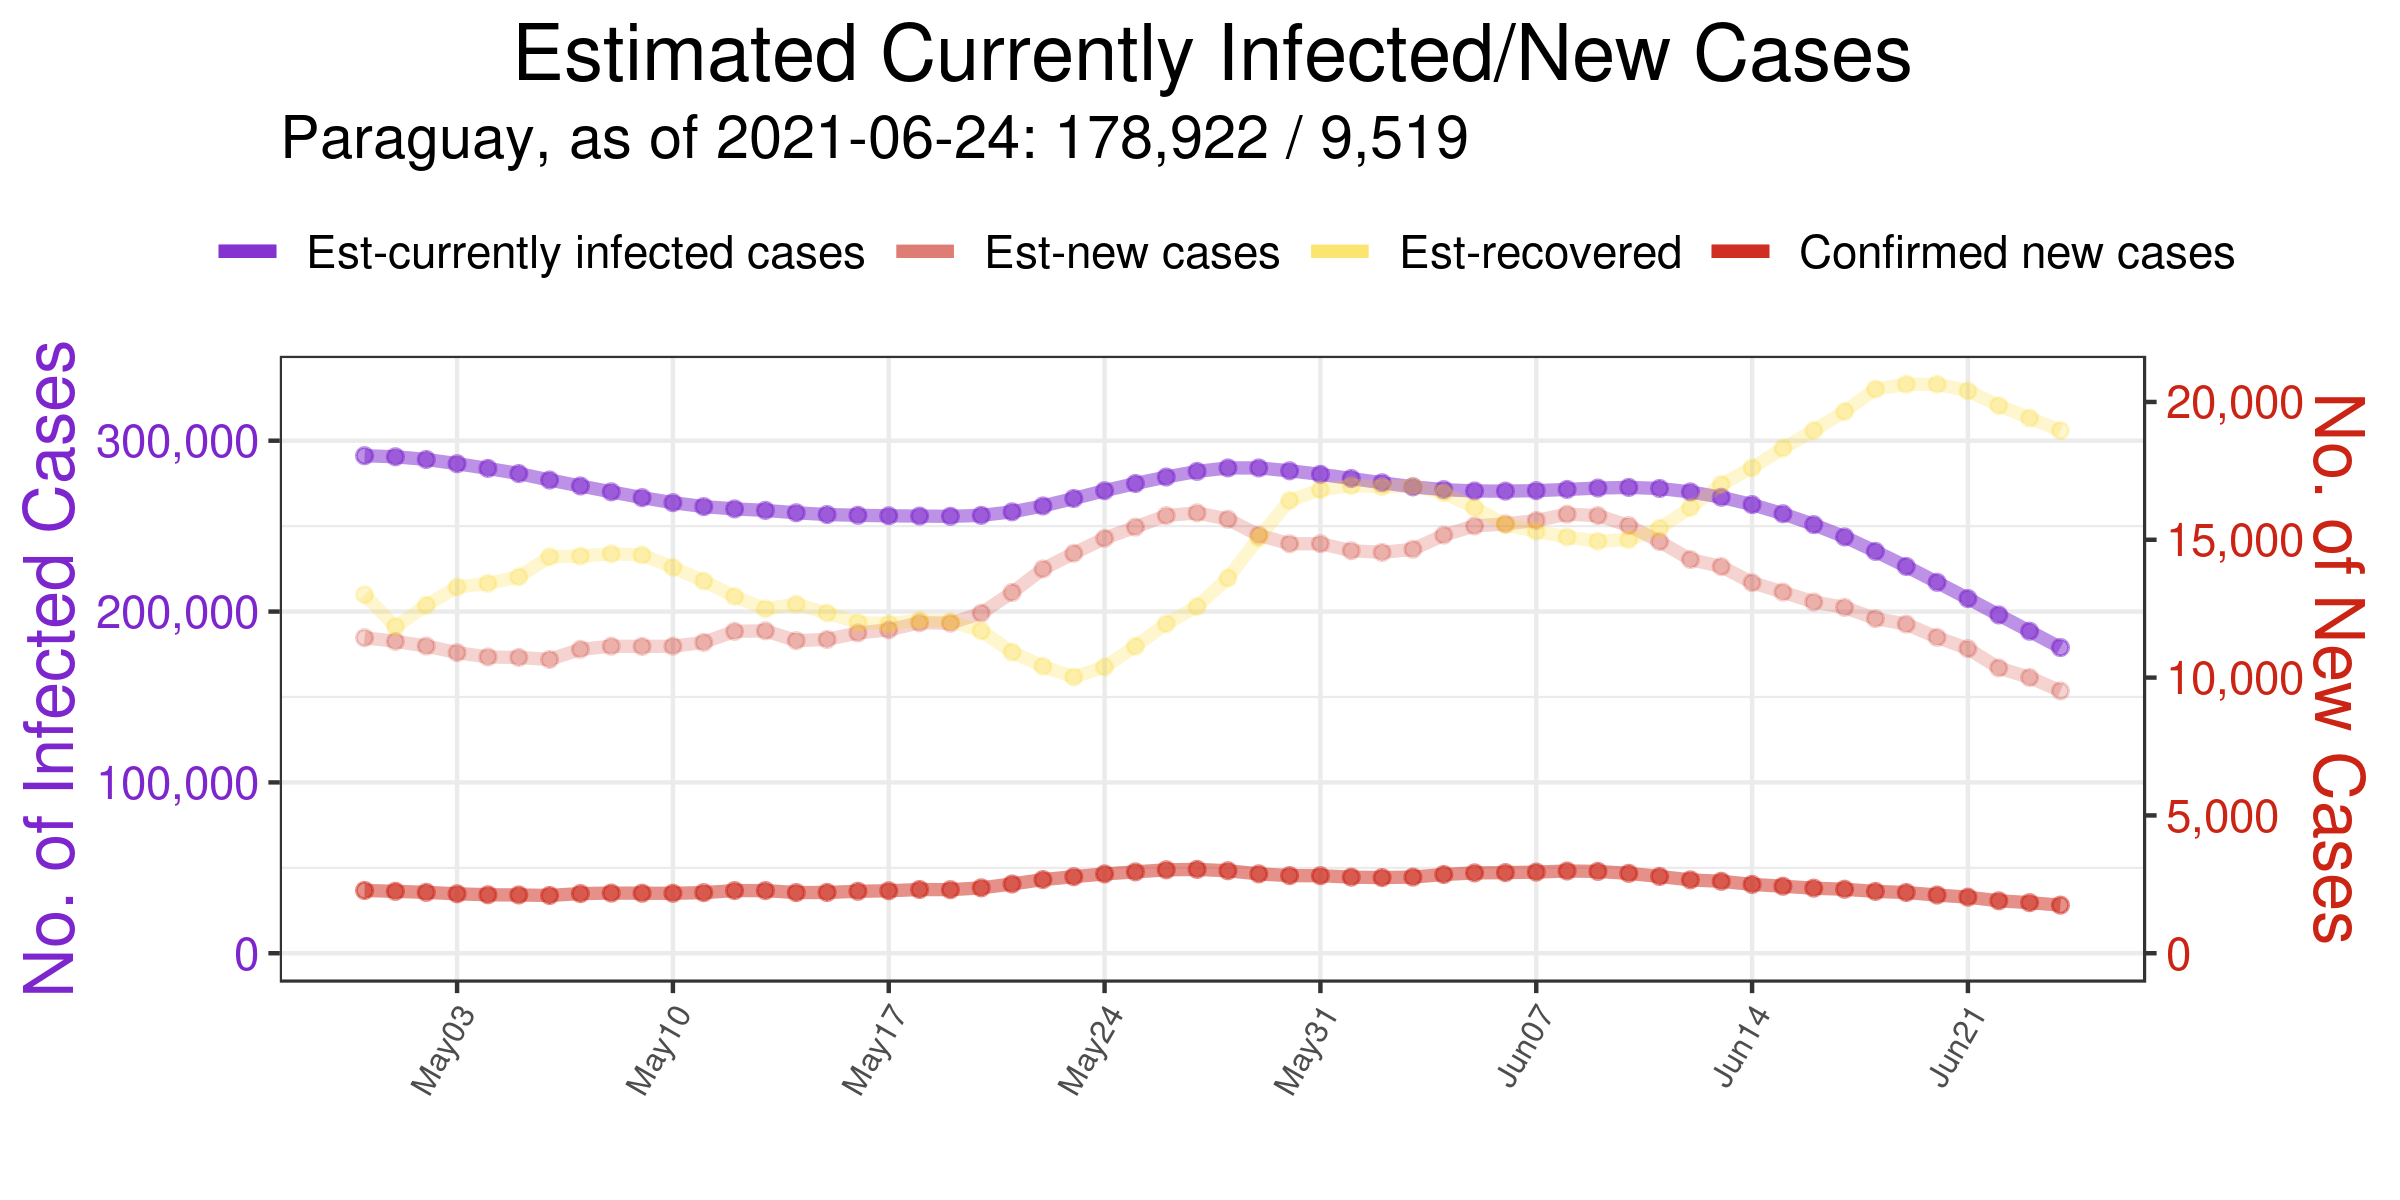 Estimated Currently Infected/New Cases
Paraguay, as of 2021-06-24: 178,922 / 9,519
Est-currently infected cases
Est-new cases
Est-recovered
Confirmed new cases
No. of Infected Cases
300,000
200,000
100,000
0
20,000
15,000
10,000
5,000
0
No. of New Cases
May03
May10
May17
May24
May31
Jun07
Jun14
Jun21